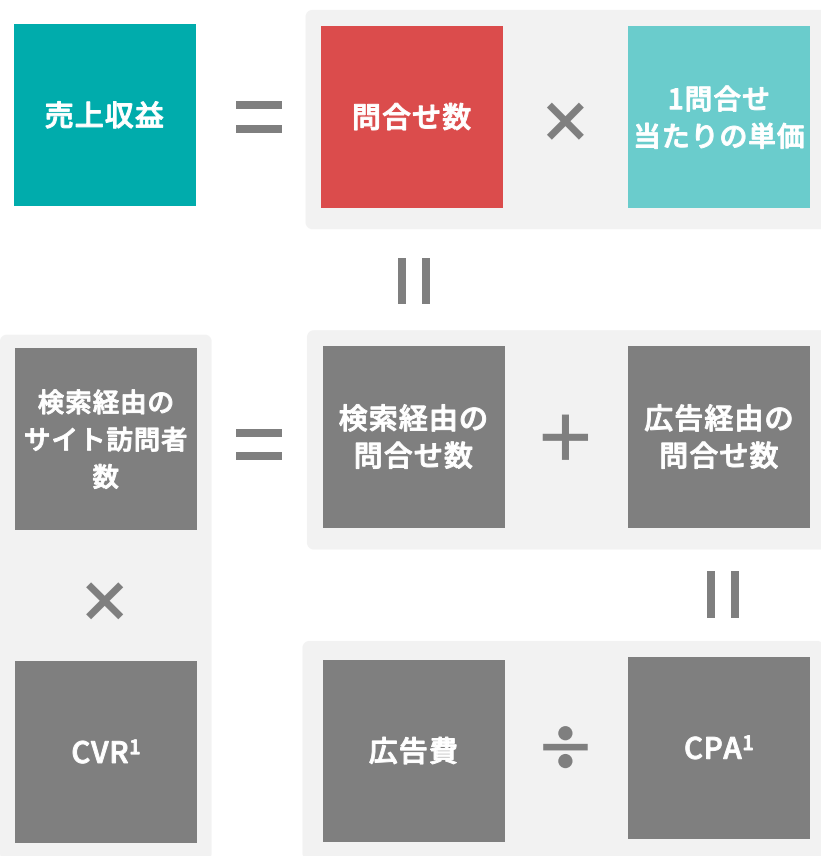 売上収益
=
問合せ数
×
1問合せ
当たりの単価
=
検索経由の
サイト訪問者
数
=
検索経由の
問合せ数
+
広告経由の
問合せ数
×
=
CVR¹
広告費
÷
CPA¹